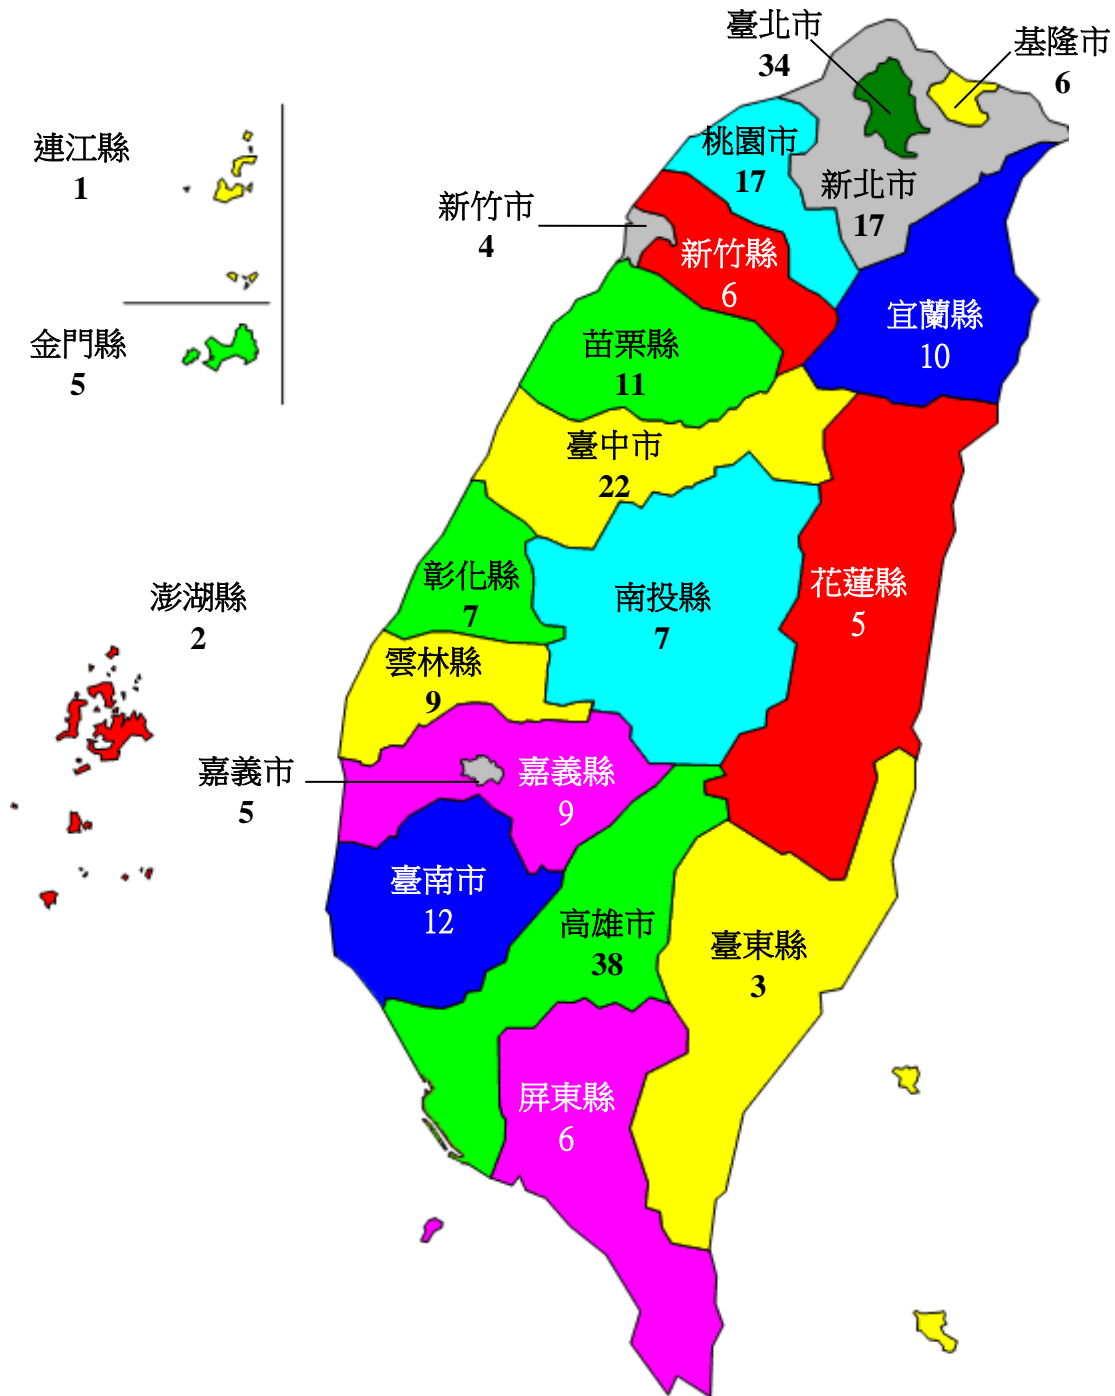 臺北市
34
基隆市
6
連江縣
1
桃園市
17
新北市
17
新竹市
4
新竹縣
6
宜蘭縣
10
金門縣
5
苗栗縣
11
臺中市
22
彰化縣
7
南投縣
7
花蓮縣
5
澎湖縣
2
雲林縣
9
嘉義市
5
嘉義縣
9
臺南市
12
高雄市
38
臺東縣
3
屏東縣
6